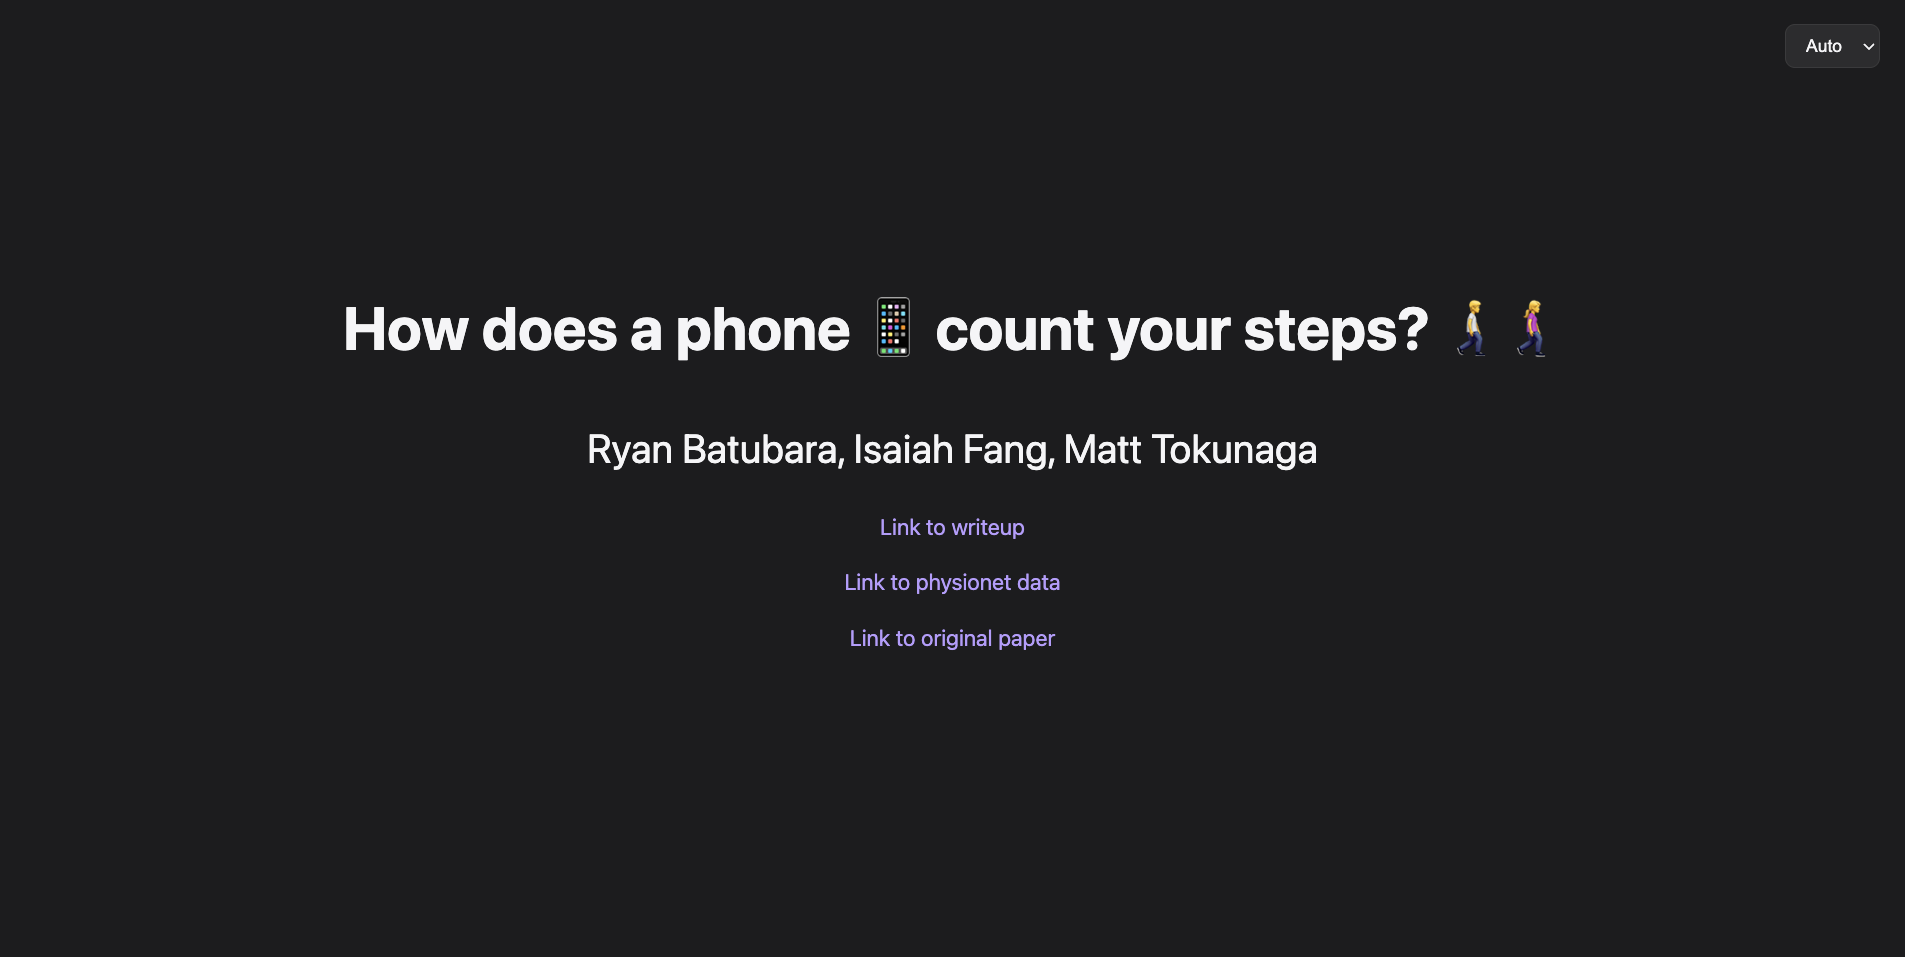 Auto
How does a phone 📱 count your steps? 🚶‍♂️🚶‍♀️
Ryan Batubara, Isaiah Fang, Matt Tokunaga
Link to writeup
Link to physionet data
Link to original paper